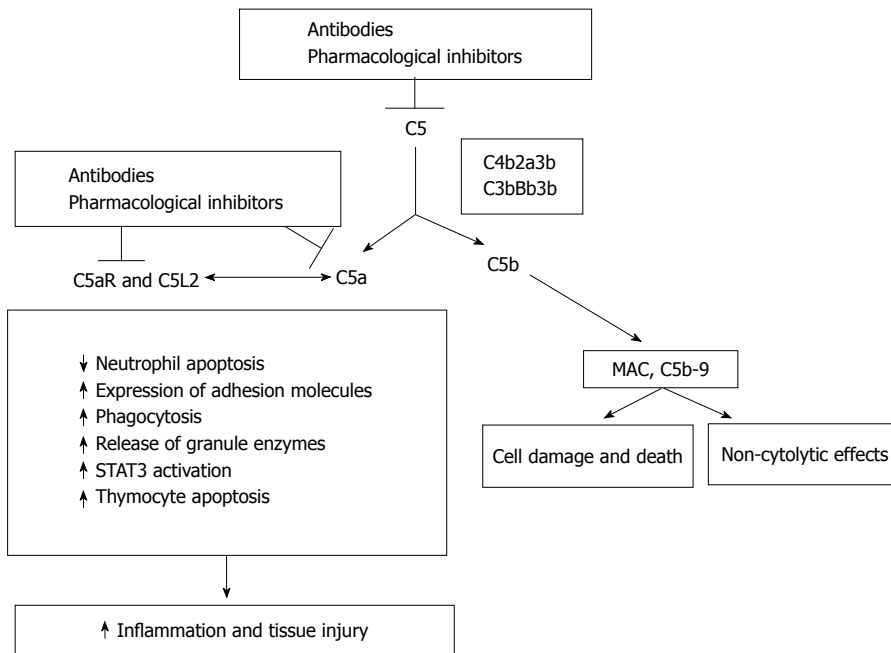 Antibodies
Pharmacological inhibitors
C5
C4b2a3b
C3bBb3b
Antibodies
Pharmacological inhibitors
C5aR and C5L2
C5a
C5b
Neutrophil apoptosis
Expression of adhesion molecules
Phagocytosis
Release of granule enzymes
STAT3 activation
Thymocyte apoptosis
MAC, C5b-9
Cell damage and death
Non-cytolytic effects
Inflammation and tissue injury